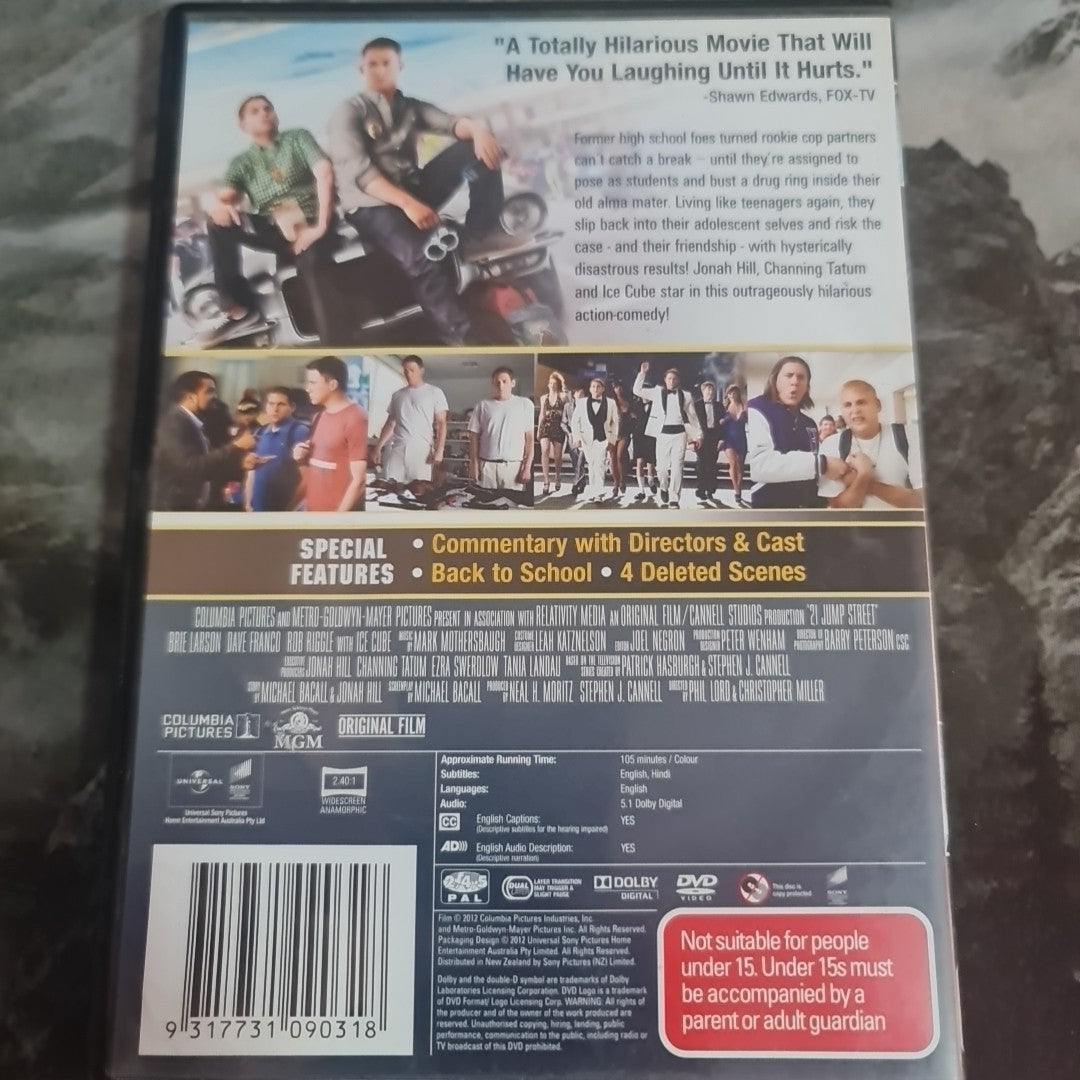 "A Totally Hilarious Movie That Will
Have You Laughing Until It Hurts."
-Shawn Edwards, FOX-TV
Former high school foes turned rookie cop partners
can't catch a break – until they're assigned to
pose as students and bust a drug ring inside their
old alma mater. Living like teenagers again, they
slip back into their adolescent selves and risk the
case - and their friendship - with hysterically
disastrous results! Jonah Hill, Channing Tatum
and Ice Cube star in this outrageously hilarious
action-comedy!
SPECIAL FEATURES
• Commentary with Directors & Cast
• Back to School • 4 Deleted Scenes
COLUMBIA PICTURES AND METRO-GOLDWYN-MAYER PICTURES PRESENT IN ASSOCIATION WITH RELATIVITY MEDIA AN ORIGINAL FILM/CANNELL STUDIOS PRODUCTION "21 JUMP STREET"
BRIE LARSON DAVE FRANCO ROB RIGGLE WITH ICE CUBE MUSIC BY MARK MOTHERSBAUGH COSTUME DESIGNER LEAH KATZNELSON EDITOR JOEL NEGRON PRODUCTION DESIGNER PETER WENHAM DIRECTOR OF PHOTOGRAPHY BARRY PETERSON CSC
EXECUTIVE PRODUCERS JONAH HILL CHANNING TATUM EZRA SWERDLOW TANIA LANDAU BASED ON THE TELEVISION SERIES CREATED BY PATRICK HASBURGH & STEPHEN J. CANNELL
STORY BY MICHAEL BACALL & JONAH HILL SCREENPLAY BY MICHAEL BACALL PRODUCED BY NEAL H. MORITZ STEPHEN J. CANNELL DIRECTED BY PHIL LORD & CHRISTOPHER MILLER
COLUMBIA PICTURES
MGM
ORIGINAL FILM
UNIVERSAL
SONY
Universal Sony Pictures
Home Entertainment Australia Pty Ltd
2.40:1
WIDESCREEN
ANAMORPHIC
Approximate Running Time: 105 minutes / Colour
Subtitles: English, Hindi
Languages: English
Audio: 5.1 Dolby Digital
CC English Captions: YES
(Descriptive subtitles for the hearing impaired)
AD))) English Audio Description: YES
(Descriptive narration)
2 4 5
PAL
DUAL LAYER
LAYER TRANSITION
MAY TRIGGER A
SLIGHT PAUSE
DOLBY
DIGITAL
DVD
VIDEO
This disc is
copy protected
SONY
Film © 2012 Columbia Pictures Industries, Inc.
and Metro-Goldwyn-Mayer Pictures Inc. All Rights Reserved.
Packaging Design © 2012 Universal Sony Pictures Home
Entertainment Australia Pty Limited. All Rights Reserved.
Distributed in New Zealand by Sony Pictures (NZ) Limited.
Dolby and the double-D symbol are trademarks of Dolby
Laboratories Licensing Corporation. DVD Logo is a trademark
of DVD Format/ Logo Licensing Corp. WARNING: All rights of
the producer and of the owner of the work produced are
reserved. Unauthorised copying, hiring, lending, public
performance, communication to the public, including radio or
TV broadcast of this DVD prohibited.
Not suitable for people
under 15. Under 15s must
be accompanied by a
parent or adult guardian
9 317731 090318